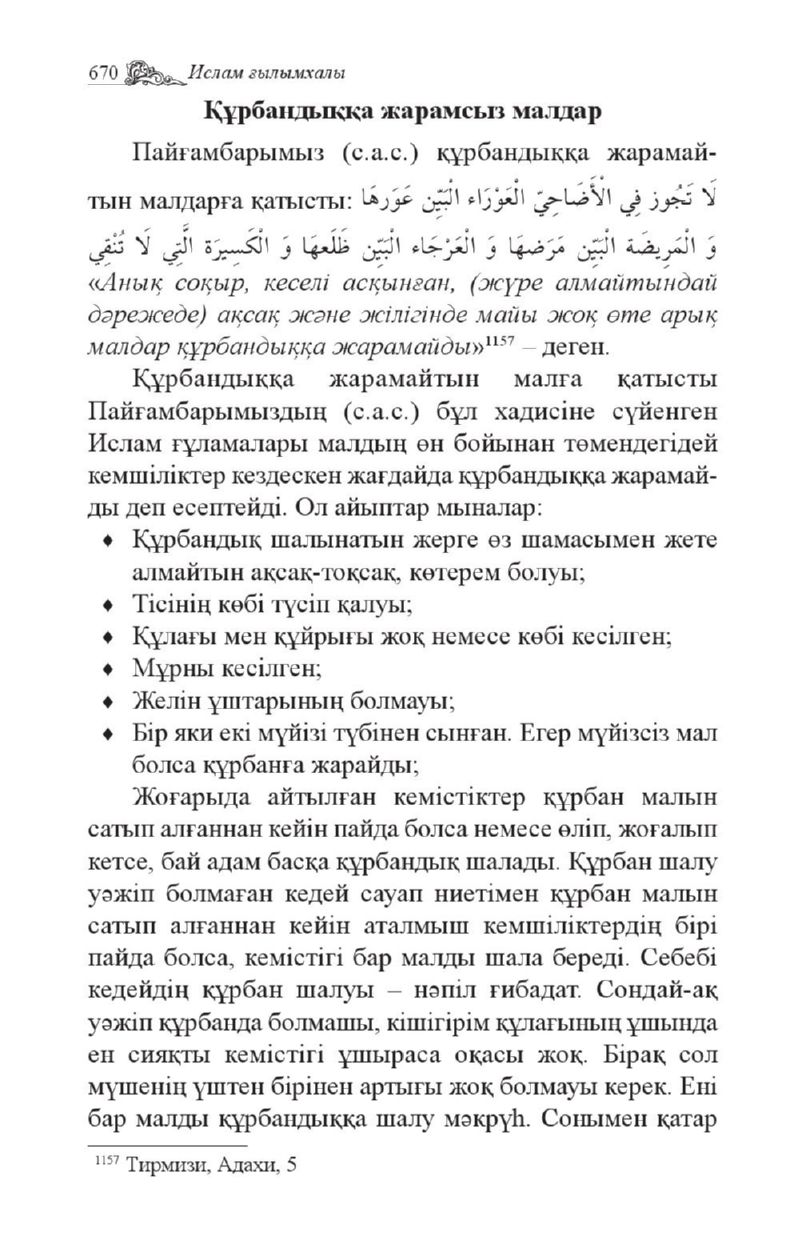 670 Ислам ғылымхалы
Құрбандыққа жарамсыз малдар
Пайғамбарымыз (с.а.с.) құрбандыққа жарамай-
тын малдарға қатысты: لَا تَجُوز فِي الْأَضَاحِيّ الْعَوْرَاء الْبَيِّن عَوَرهَا
وَ الْمَرِيضَة الْبَيِّن مَرَضهَا وَ الْعَرْجَاء الْبَيِّن ظَلَعهَا وَ الْكَسِيرَة الَّتِي لَا تُنْقِي
«Анық соқыр, кеселі асқынған, (жүре алмайтындай
дәрежеде) ақсақ және жілігінде майы жоқ өте арық
малдар құрбандыққа жарамайды»1157 – деген.
Құрбандыққа жарамайтын малға қатысты
Пайғамбарымыздың (с.а.с.) бұл хадисіне сүйенген
Ислам ғұламалары малдың өн бойынан төмендегідей
кемшіліктер кездескен жағдайда құрбандыққа жарамай-
ды деп есептейді. Ол айыптар мыналар:
♦ Құрбандық шалынатын жерге өз шамасымен жете
алмайтын ақсақ-тоқсақ, көтерем болуы;
♦ Тісінің көбі түсіп қалуы;
♦ Құлағы мен құйрығы жоқ немесе көбі кесілген;
♦ Мұрны кесілген;
♦ Желін ұштарының болмауы;
♦ Бір яки екі мүйізі түбінен сынған. Егер мүйізсіз мал
болса құрбанға жарайды;
Жоғарыда айтылған кемістіктер құрбан малын
сатып алғаннан кейін пайда болса немесе өліп, жоғалып
кетсе, бай адам басқа құрбандық шалады. Құрбан шалу
уәжіп болмаған кедей сауап ниетімен құрбан малын
сатып алғаннан кейін аталмыш кемшіліктердің бірі
пайда болса, кемістігі бар малды шала береді. Себебі
кедейдің құрбан шалуы – нәпіл ғибадат. Сондай-ақ
уәжіп құрбанда болмашы, кішігірім құлағының ұшында
ен сияқты кемістігі ұшыраса оқасы жоқ. Бірақ сол
мүшенің үштен бірінен артығы жоқ болмауы керек. Ені
бар малды құрбандыққа шалу мәкрүһ. Сонымен қатар
1157 Тирмизи, Адахи, 5